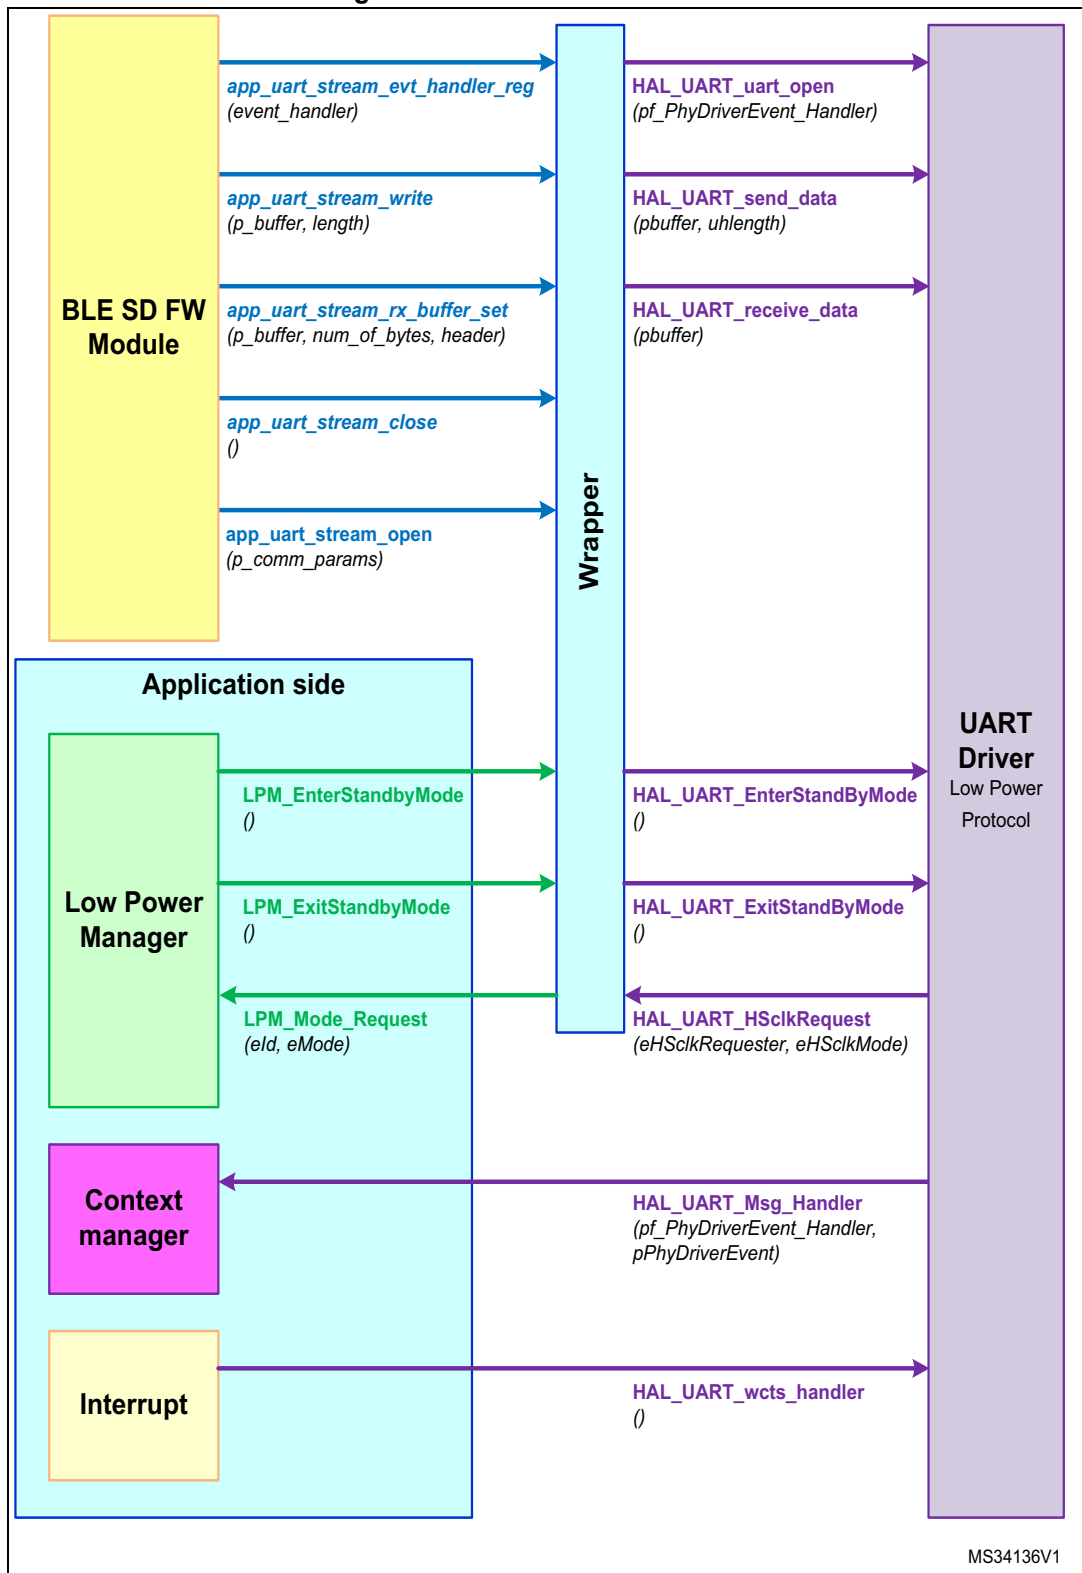 app_uart_stream_evt_handler_reg
(event_handler)
HAL_UART_uart_open
(pf_PhyDriverEvent_Handler)
app_uart_stream_write
(p_buffer, length)
HAL_UART_send_data
(pbuffer, uhlength)
BLE SD FW
Module
app_uart_stream_rx_buffer_set
(p_buffer, num_of_bytes, header)
HAL_UART_receive_data
(pbuffer)
app_uart_stream_close
()
app_uart_stream_open
(p_comm_params)
Wrapper
Application side
UART
Driver
Low Power
Protocol
Low Power
Manager
LPM_EnterStandbyMode
()
HAL_UART_EnterStandByMode
()
LPM_ExitStandbyMode
()
HAL_UART_ExitStandByMode
()
LPM_Mode_Request
(eId, eMode)
HAL_UART_HSclkRequest
(eHSclkRequester, eHSclkMode)
Context
manager
HAL_UART_Msg_Handler
(pf_PhyDriverEvent_Handler,
pPhyDriverEvent)
Interrupt
HAL_UART_wcts_handler
()
MS34136V1